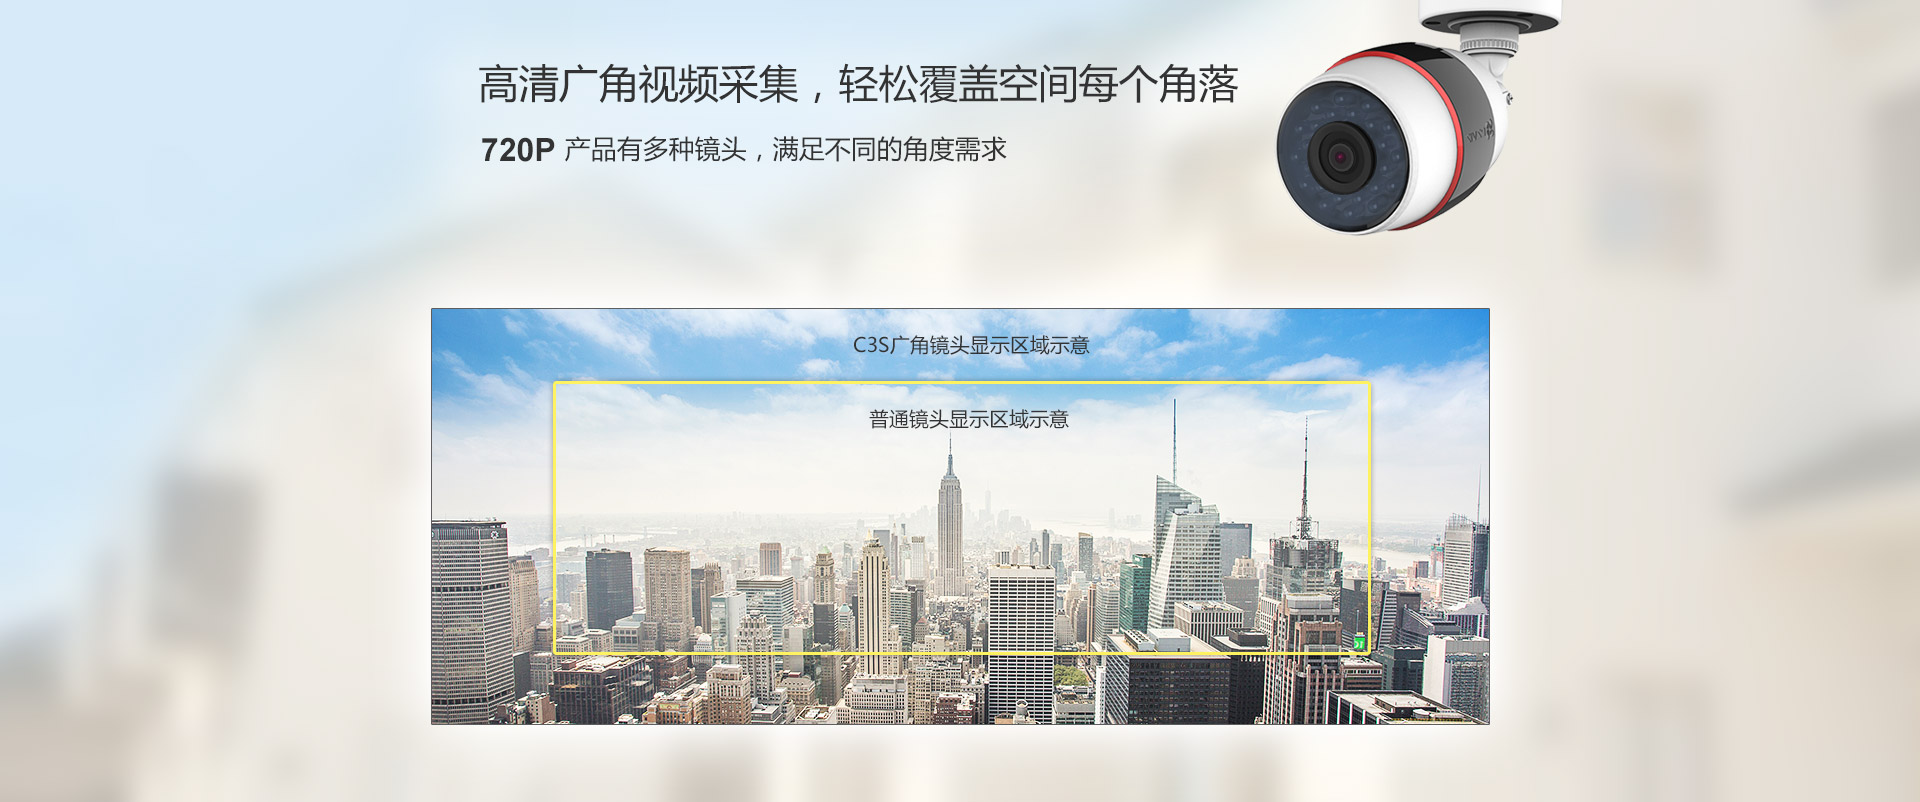 高清广角视频采集，轻松覆盖空间每个角落
720P 产品有多种镜头，满足不同的角度需求
C3S广角镜头显示区域示意
普通镜头显示区域示意